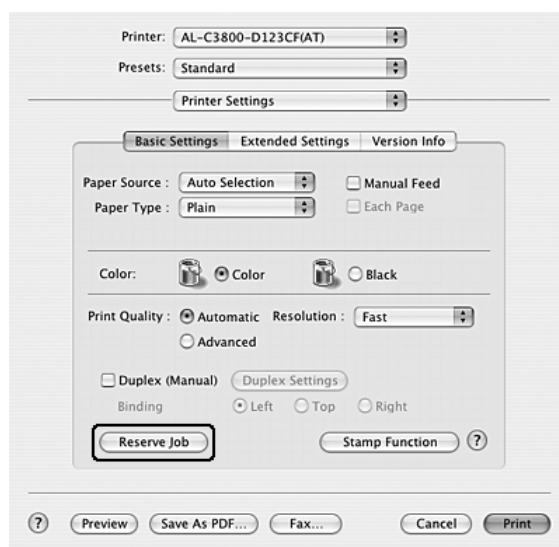 Printer: AL-C3800-D123CF(AT)
Presets: Standard
Printer Settings
Basic Settings Extended Settings Version Info
Paper Source : Auto Selection Manual Feed
Paper Type : Plain Each Page
Color: Color Black
Print Quality : Automatic Resolution : Fast
Advanced
Duplex (Manual) Duplex Settings
Binding Left Top Right
Reserve Job Stamp Function ?
? Preview Save As PDF... Fax... Cancel Print